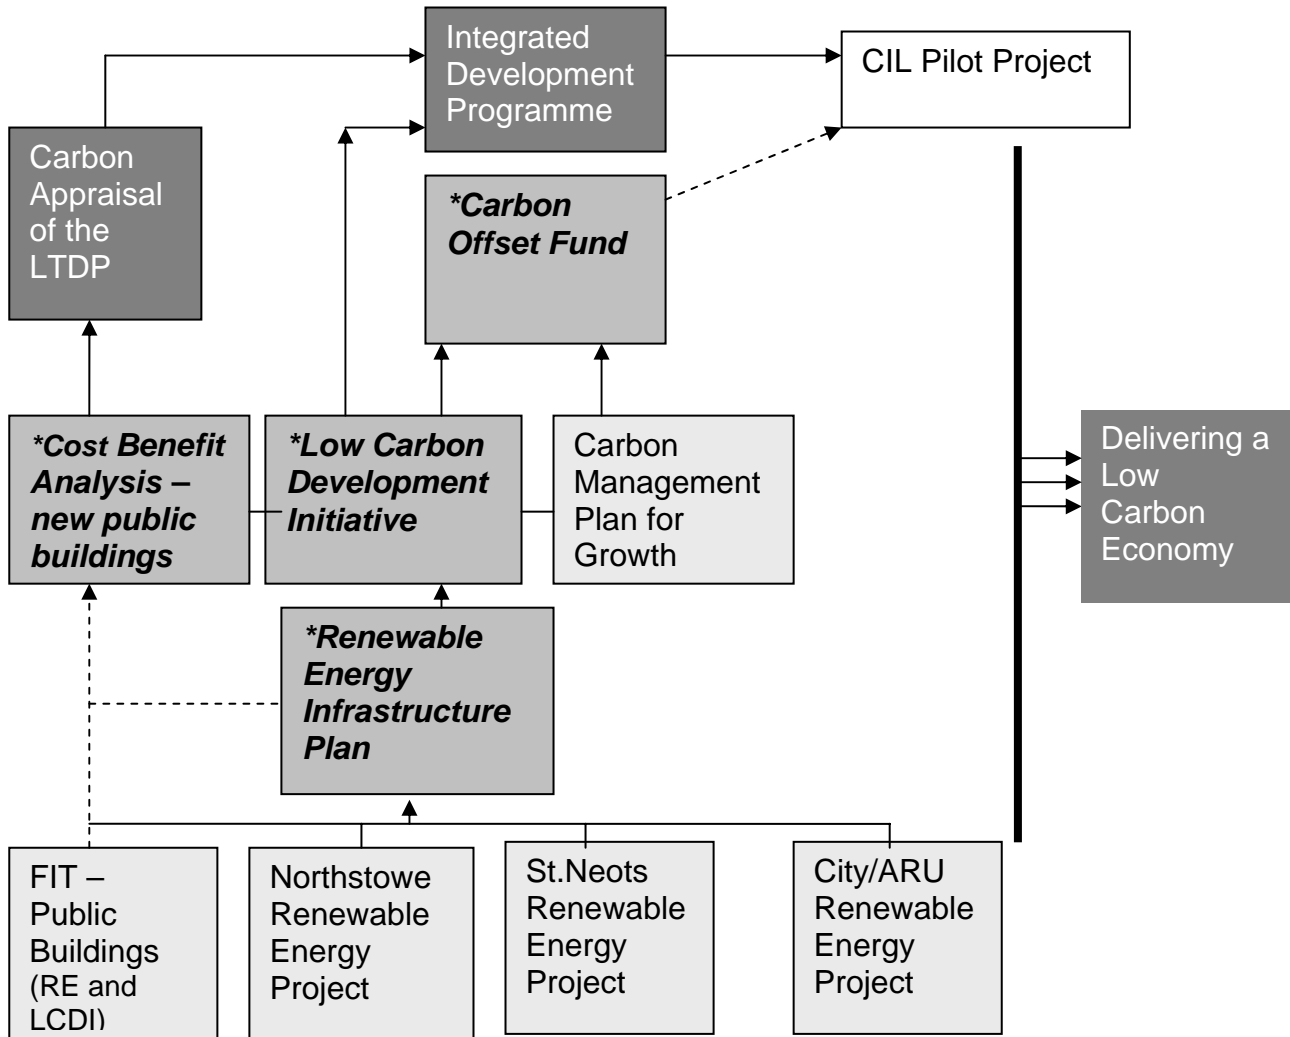 Integrated
Development
Programme
CIL Pilot Project
Carbon
Appraisal
of the
LTDP
*Carbon
Offset Fund
*Cost Benefit
Analysis –
new public
buildings
*Low Carbon
Development
Initiative
Carbon
Management
Plan for
Growth
Delivering a
Low
Carbon
Economy
*Renewable
Energy
Infrastructure
Plan
FIT –
Public
Buildings
(RE and
LCDI)
Northstowe
Renewable
Energy
Project
St.Neots
Renewable
Energy
Project
City/ARU
Renewable
Energy
Project